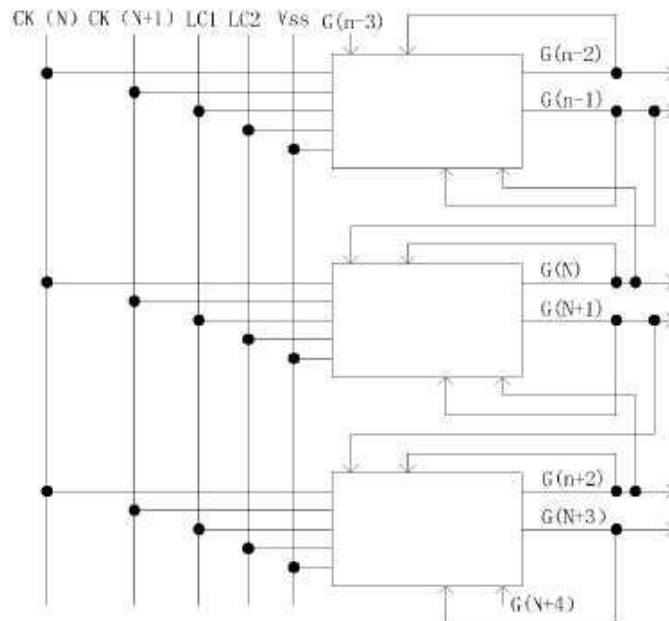 CK (N) CK (N+1) LC1 LC2 Vss G(n-3)
G(n-2)
G(n-1)
G(N)
G(N+1)
G(n+2)
G(N+3)
G(N+4)